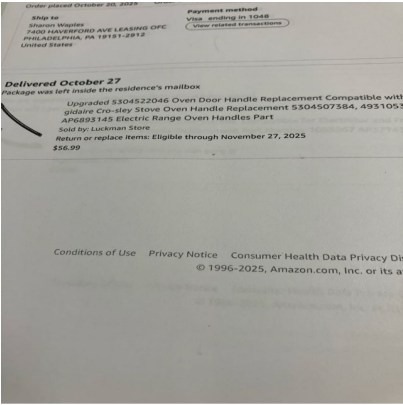 Order placed October 20, 2025
Ship to
Sharon Waples
7400 HAVERFORD AVE LEASING OFC
PHILADELPHIA, PA 19151-2912
United States
Payment method
Visa ending in 1048
View related transactions
Delivered October 27
Package was left inside the residence's mailbox
Upgraded 5304522046 Oven Door Handle Replacement Compatible with
gidaire Cro-sley Stove Oven Handle Replacement 5304507384, 4931053
AP6893145 Electric Range Oven Handles Part
Sold by: Luckman Store
Return or replace items: Eligible through November 27, 2025
$56.99
Conditions of Use Privacy Notice Consumer Health Data Privacy Dis
© 1996-2025, Amazon.com, Inc. or its a